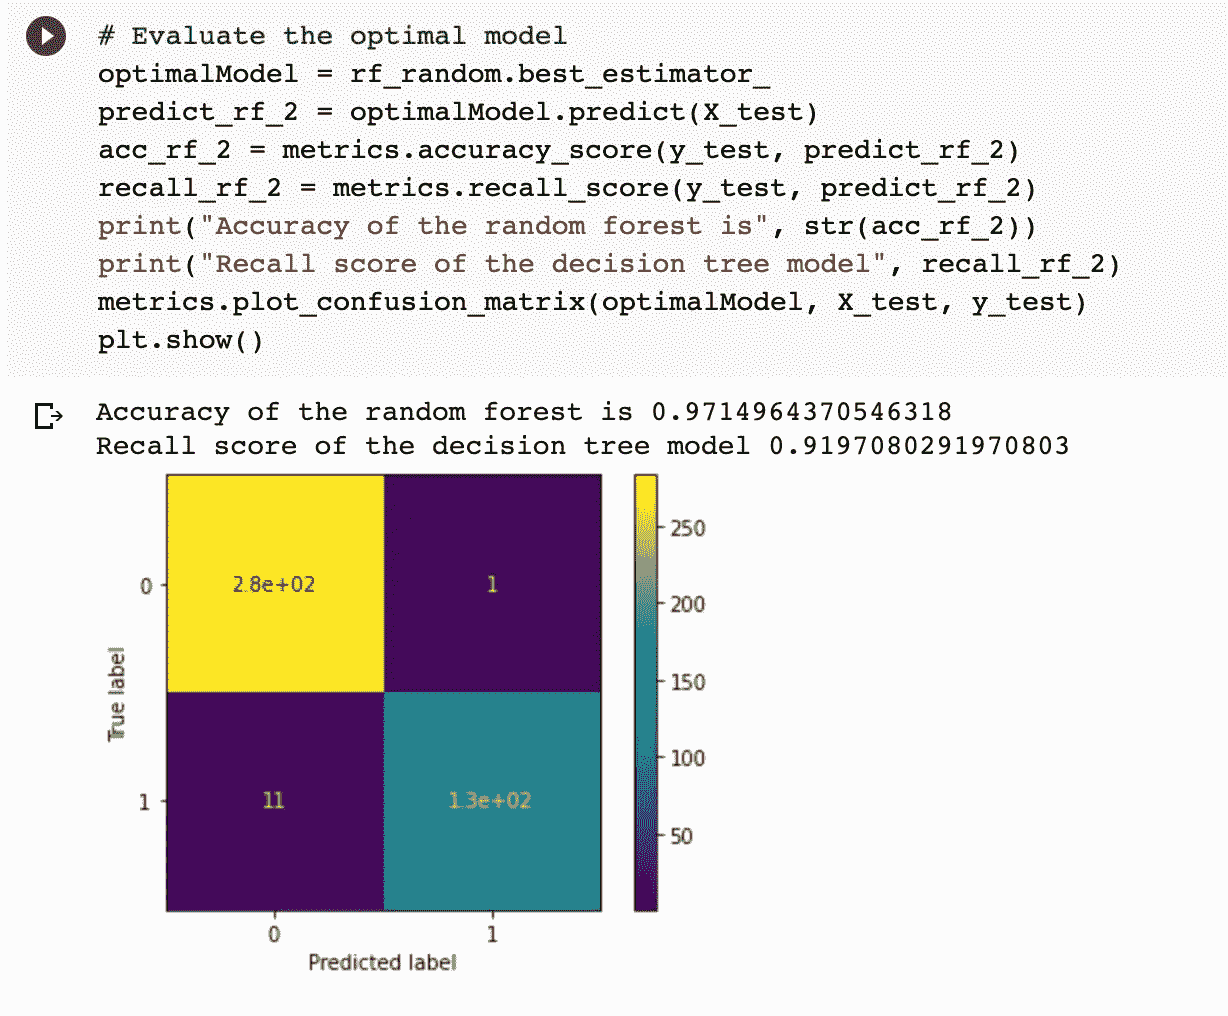 # Evaluate the optimal model
optimalModel = rf_random.best_estimator_
predict_rf_2 = optimalModel.predict(X_test)
acc_rf_2 = metrics.accuracy_score(y_test, predict_rf_2)
recall_rf_2 = metrics.recall_score(y_test, predict_rf_2)
print("Accuracy of the random forest is", str(acc_rf_2))
print("Recall score of the decision tree model", recall_rf_2)
metrics.plot_confusion_matrix(optimalModel, X_test, y_test)
plt.show()
Accuracy of the random forest is 0.9714964370546318
Recall score of the decision tree model 0.9197080291970803
250
0
2.8e+02
1
200
150
True label
100
1
11
1.3e+02
50
0
1
Predicted label